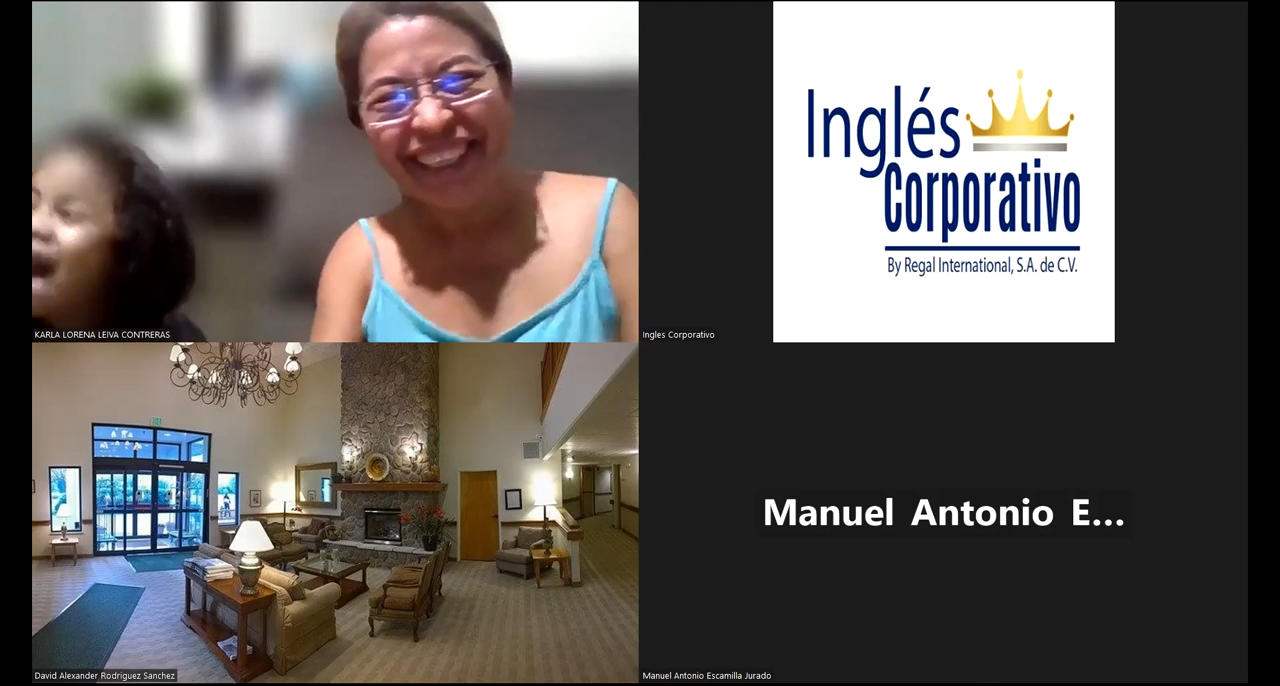 Inglés
Corporativo
By Regal International, S.A. de C.V.
KARLA LORENA LEIVA CONTRERAS
Ingles Corporativo
Manuel Antonio E...
David Alexander Rodriguez Sanchez
Manuel Antonio Escamilla Jurado